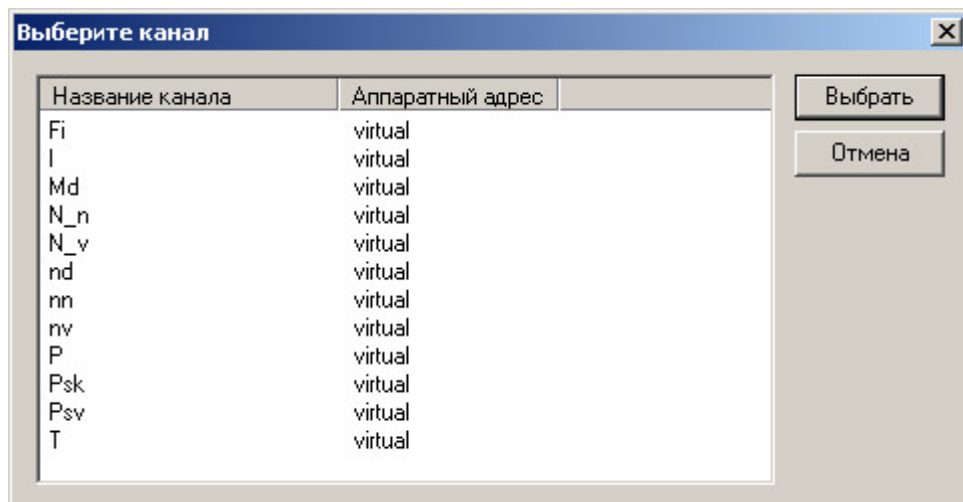 Выберите канал
Название канала Аппаратный адрес
Выбрать
Fi virtual
I virtual
Отмена
Md virtual
N_n virtual
N_v virtual
nd virtual
nn virtual
nv virtual
P virtual
Psk virtual
Psv virtual
T virtual